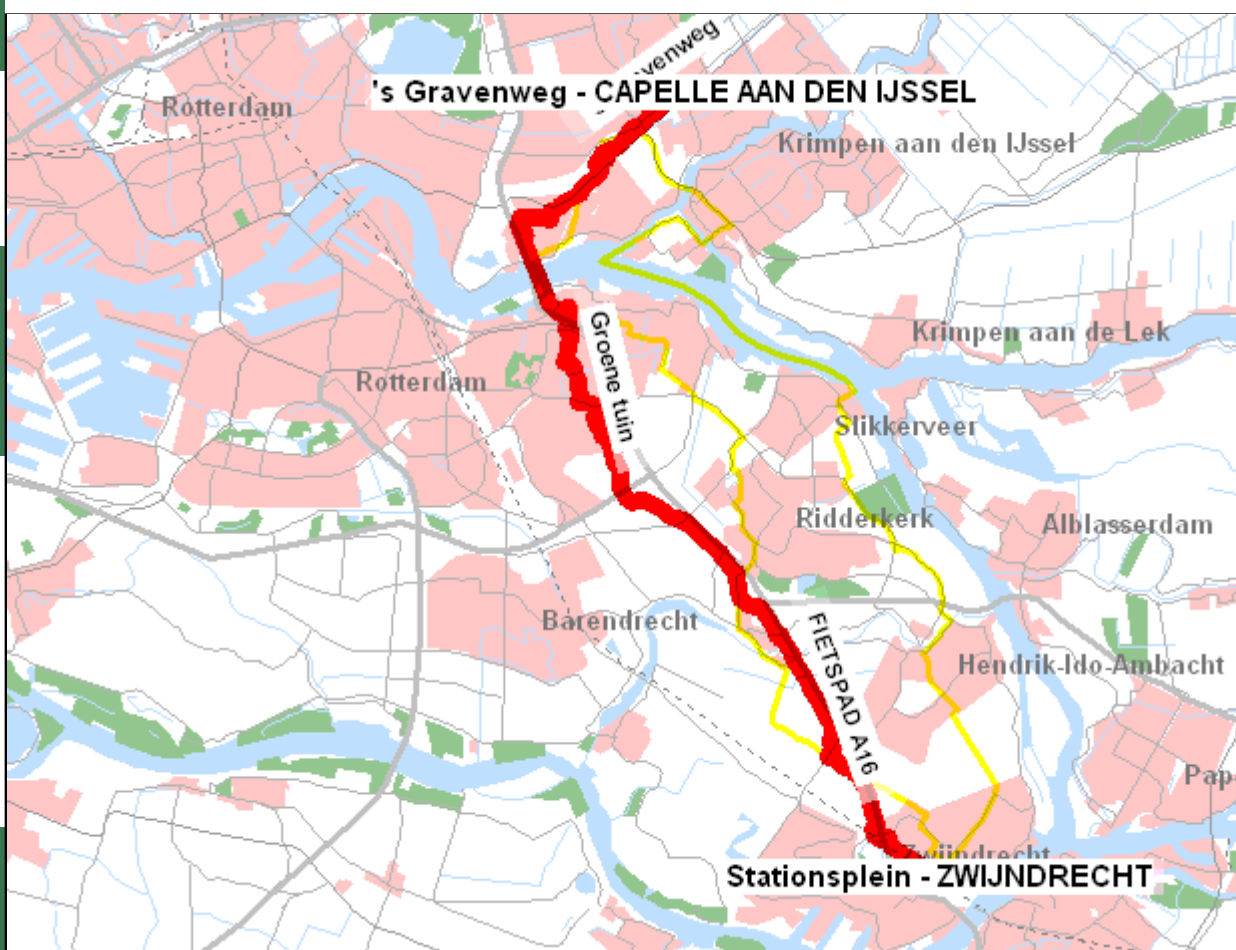 avenweg
's Gravenweg - CAPELLE AAN DEN IJSSEL
Rotterdam
Krimpen aan den IJssel
Groene tuin
Krimpen aan de Lek
Rotterdam
Slikkerveer
Ridderkerk
Alblasserdam
Barendrecht
FIETSPAD A16
Hendrik-Ido-Ambacht
Pap
Zwijndrecht
Stationsplein - ZWIJNDRECHT